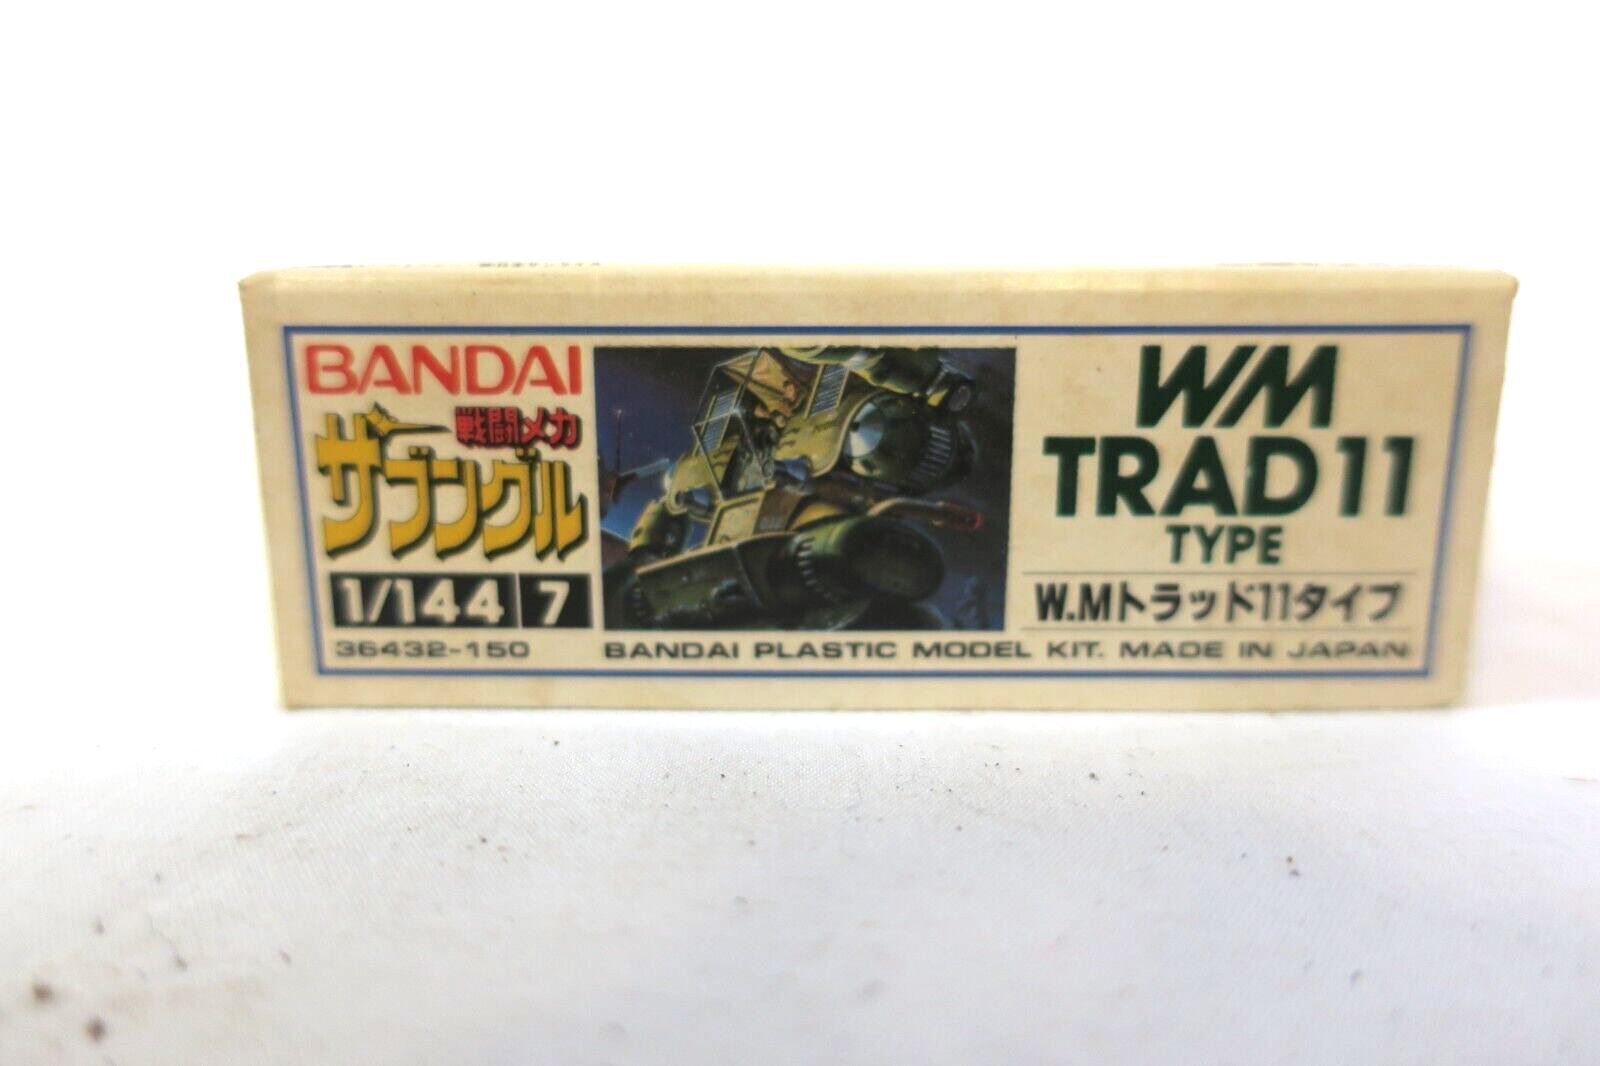 BANDAI
戦闘メカ
ザブングル
1/144 7
36432-150
WM
TRAD 11
TYPE
W.Mトラッド11タイプ
BANDAI PLASTIC MODEL KIT. MADE IN JAPAN